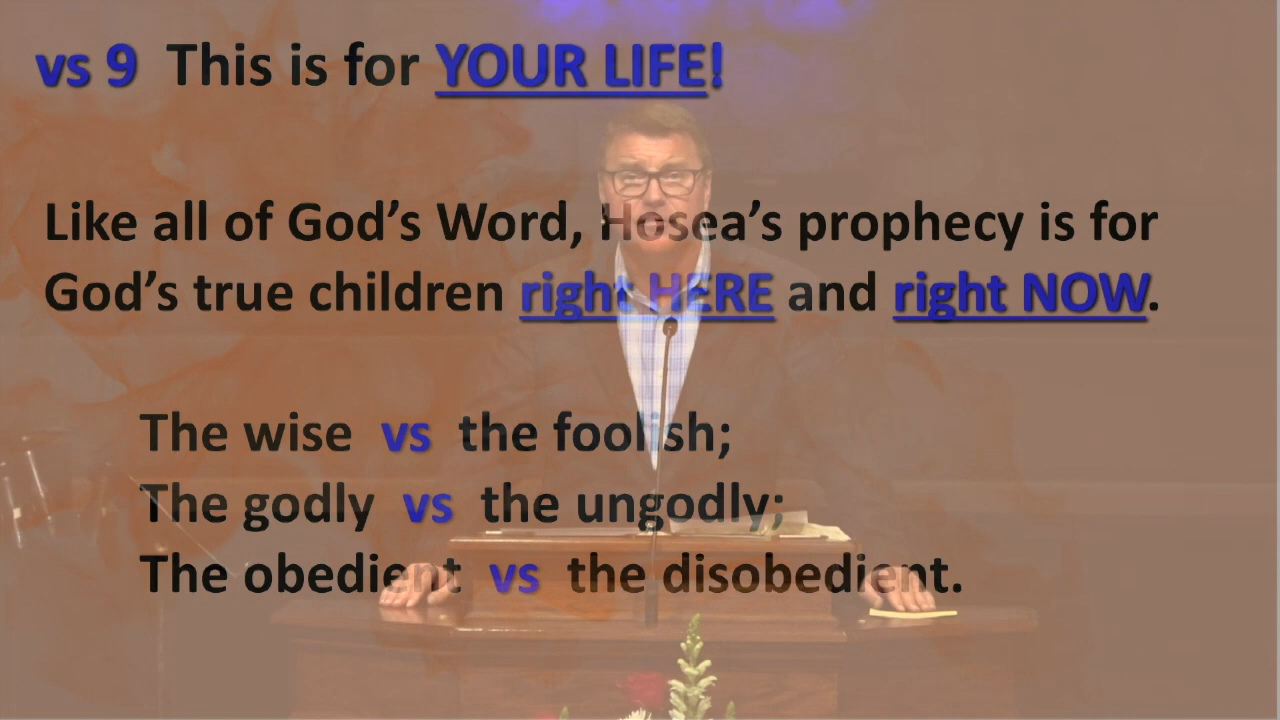 vs 9 This is for YOUR LIFE!
Like all of God's Word, Hosea's prophecy is for
God's true children right HERE and right NOW.
The wise vs the foolish;
The godly vs the ungodly;
The obedient vs the disobedient.